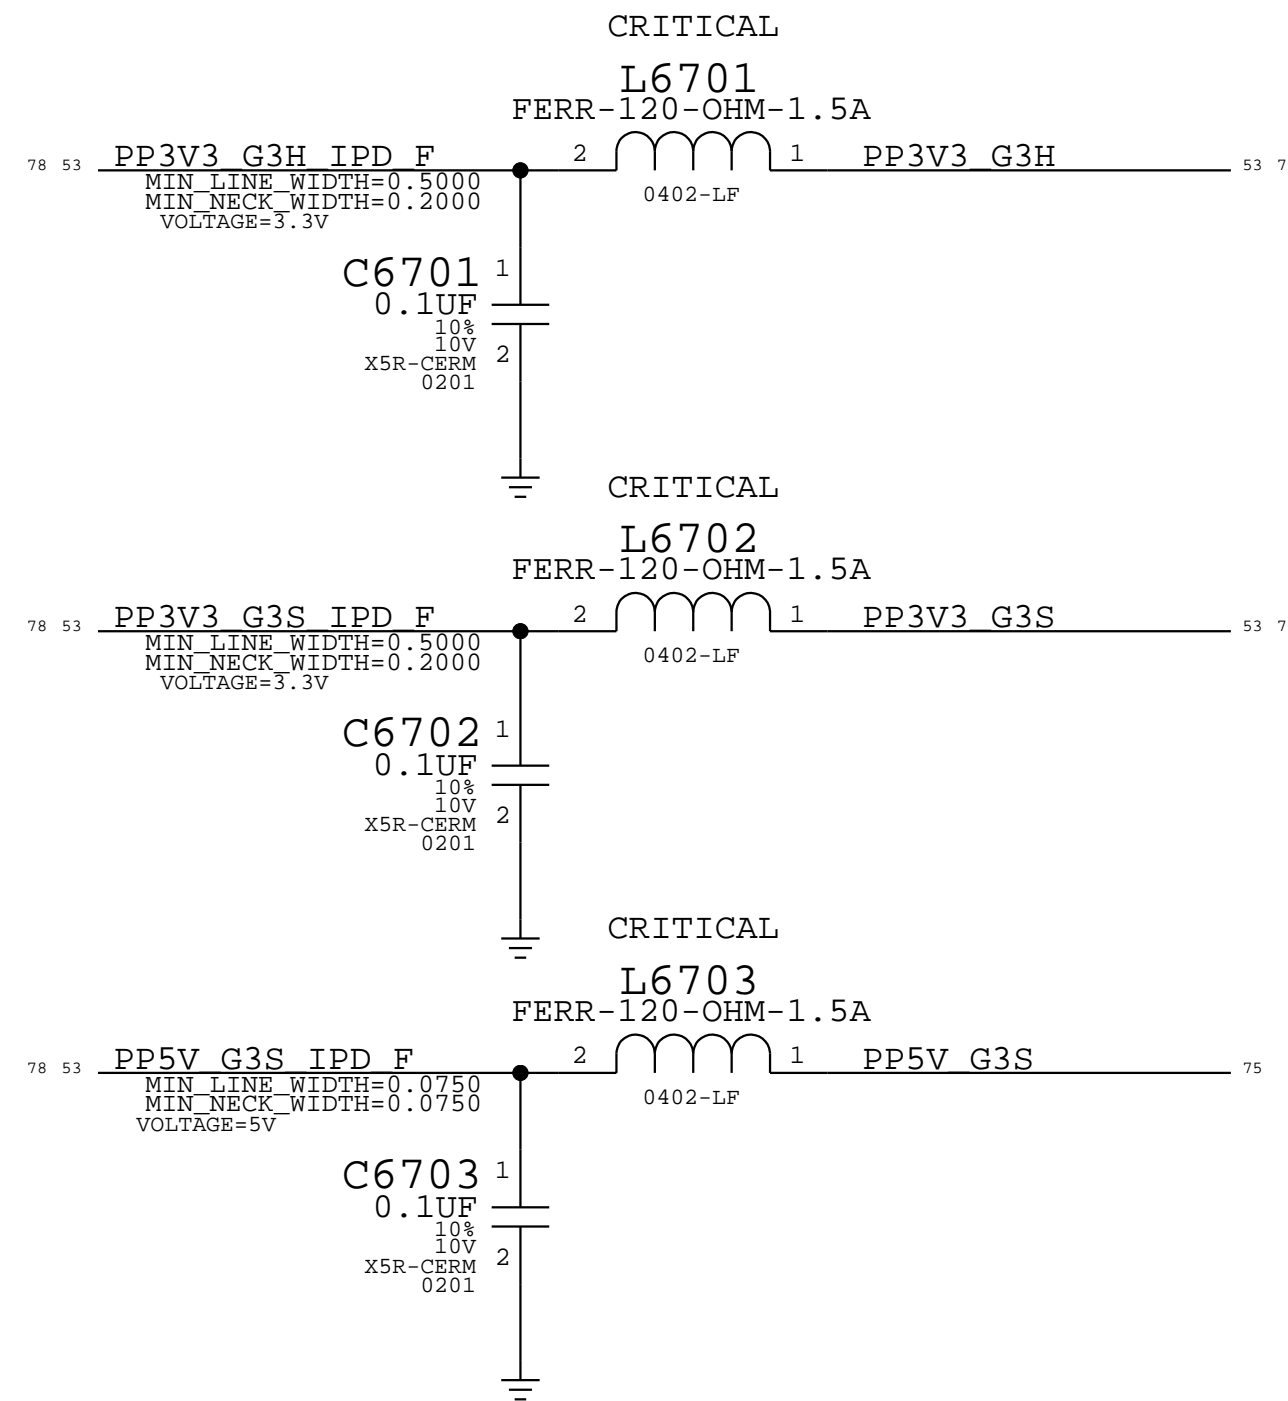 CRITICAL
L6701
FERR-120-OHM-1.5A
78 53 PP3V3_G3H_IPD_F 2 1 PP3V3_G3H 53 7
MIN_LINE_WIDTH=0.5000
MIN_NECK_WIDTH=0.2000
VOLTAGE=3.3V
0402-LF
C6701 1
0.1UF
10%
10V
X5R-CERM 2
0201
CRITICAL
L6702
FERR-120-OHM-1.5A
78 53 PP3V3_G3S_IPD_F 2 1 PP3V3_G3S 53 7
MIN_LINE_WIDTH=0.5000
MIN_NECK_WIDTH=0.2000
VOLTAGE=3.3V
0402-LF
C6702 1
0.1UF
10%
10V
X5R-CERM 2
0201
CRITICAL
L6703
FERR-120-OHM-1.5A
78 53 PP5V_G3S_IPD_F 2 1 PP5V_G3S 75
MIN_LINE_WIDTH=0.0750
MIN_NECK_WIDTH=0.0750
VOLTAGE=5V
0402-LF
C6703 1
0.1UF
10%
10V
X5R-CERM 2
0201